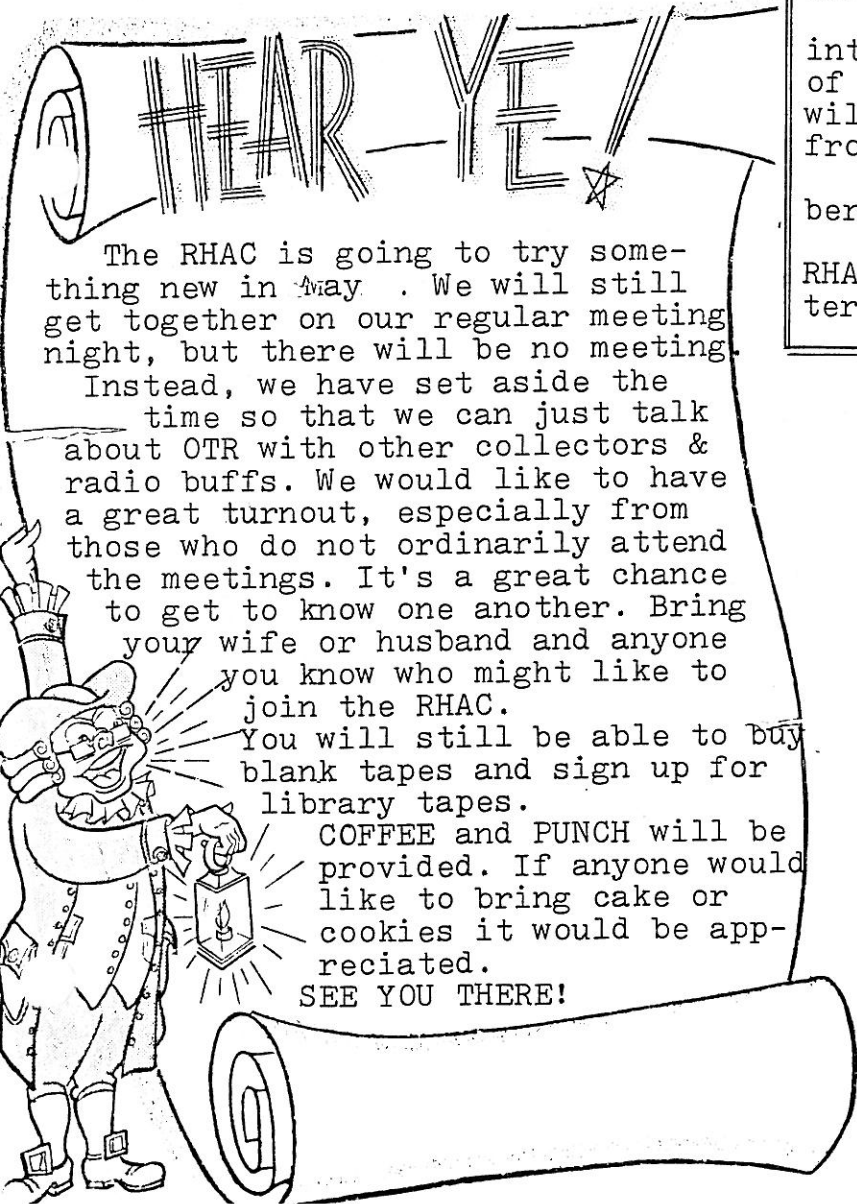 HEAR YE!
The RHAC is going to try some-
thing new in May . We will still
get together on our regular meeting
night, but there will be no meeting.
Instead, we have set aside the
time so that we can just talk
about OTR with other collectors &
radio buffs. We would like to have
a great turnout, especially from
those who do not ordinarily attend
the meetings. It's a great chance
to get to know one another. Bring
your wife or husband and anyone
you know who might like to
join the RHAC.
You will still be able to buy
blank tapes and sign up for
library tapes.
COFFEE and PUNCH will be
provided. If anyone would
like to bring cake or
cookies it would be app-
reciated.
SEE YOU THERE!
int
of
wil
fro
ber
RHA
ter